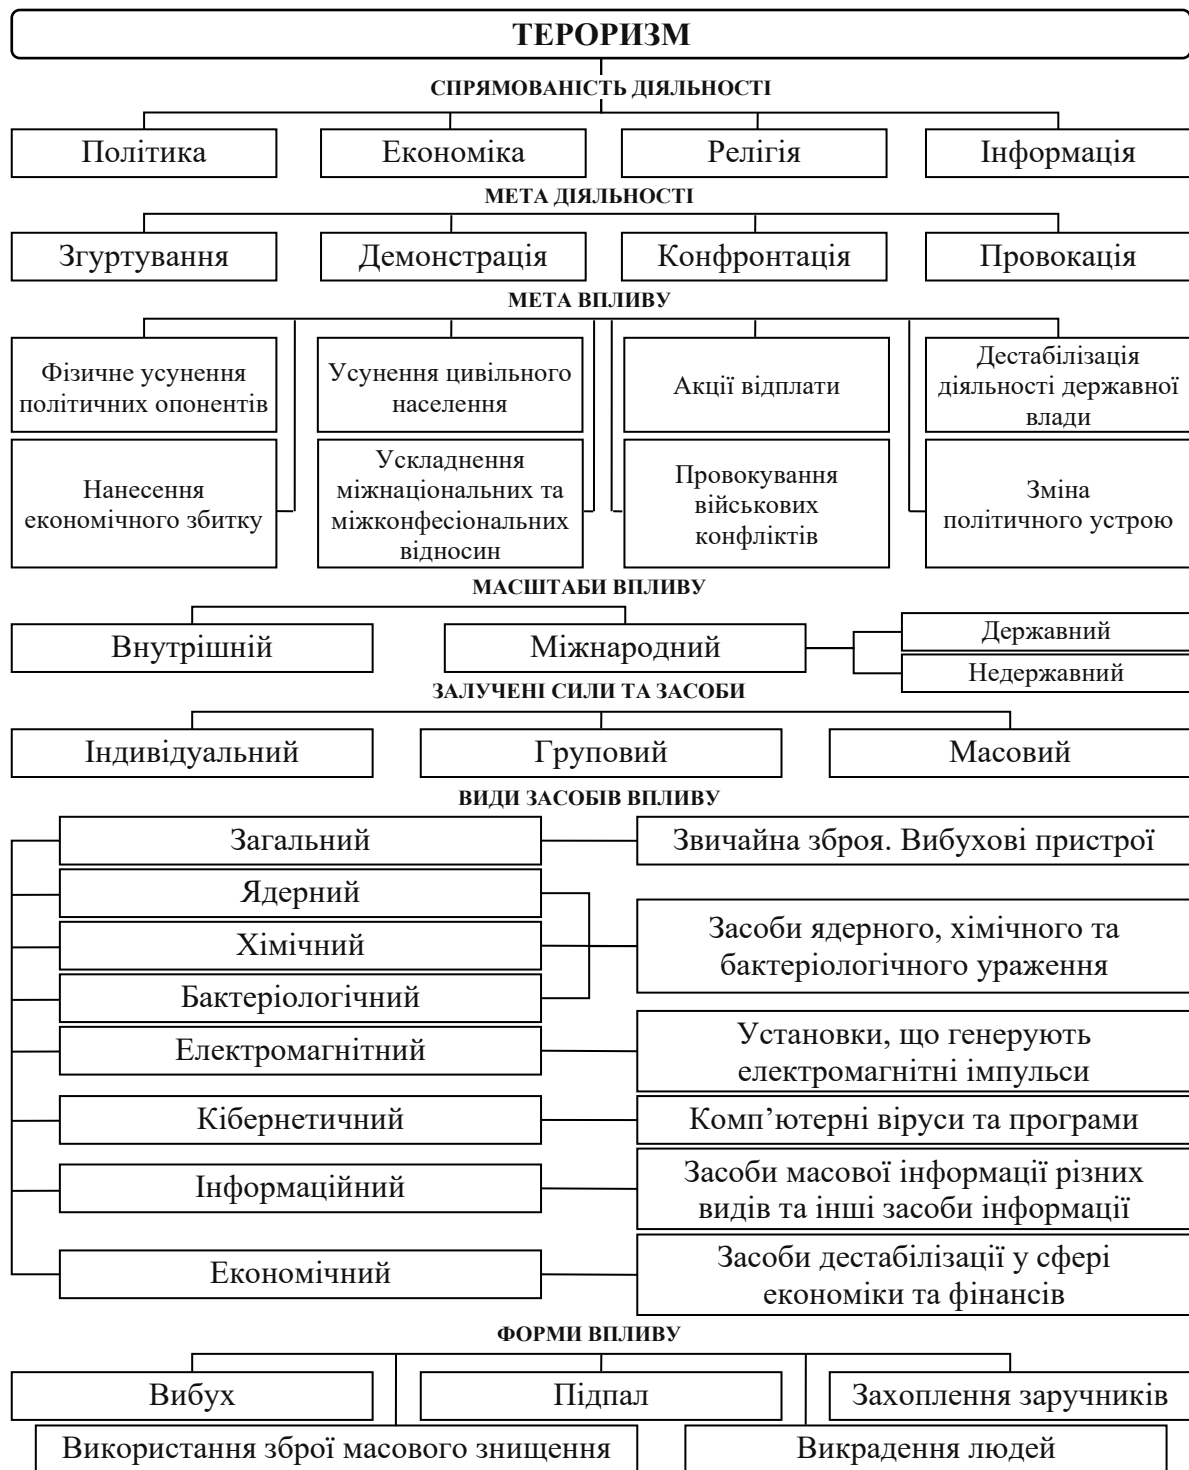 ТЕРОРИЗМ
СПРЯМОВАНІСТЬ ДІЯЛЬНОСТІ
Політика
Економіка
Релігія
Інформація
МЕТА ДІЯЛЬНОСТІ
Згуртування
Демонстрація
Конфронтація
Провокація
МЕТА ВПЛИВУ
Фізичне усунення
політичних опонентів
Усунення цивільного
населення
Акції відплати
Дестабілізація
діяльності державної
влади
Нанесення
економічного збитку
Ускладнення
міжнаціональних та
міжконфесіональних
відносин
Провокування
військових
конфліктів
Зміна
політичного устрою
МАСШТАБИ ВПЛИВУ
Внутрішній
Міжнародний
Державний
Недержавний
ЗАЛУЧЕНІ СИЛИ ТА ЗАСОБИ
Індивідуальний
Груповий
Масовий
ВИДИ ЗАСОБІВ ВПЛИВУ
Загальний
Звичайна зброя. Вибухові пристрої
Ядерний
Хімічний
Бактеріологічний
Засоби ядерного, хімічного та
бактеріологічного ураження
Електромагнітний
Установки, що генерують
електромагнітні імпульси
Кібернетичний
Комп’ютерні віруси та програми
Інформаційний
Засоби масової інформації різних
видів та інші засоби інформації
Економічний
Засоби дестабілізації у сфері
економіки та фінансів
ФОРМИ ВПЛИВУ
Вибух
Підпал
Захоплення заручників
Використання зброї масового знищення
Викрадення людей